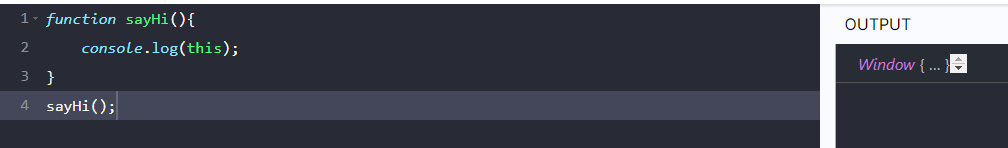 1 function sayHi(){
2     console.log(this);
3 }
4 sayHi();
OUTPUT
Window { ... }